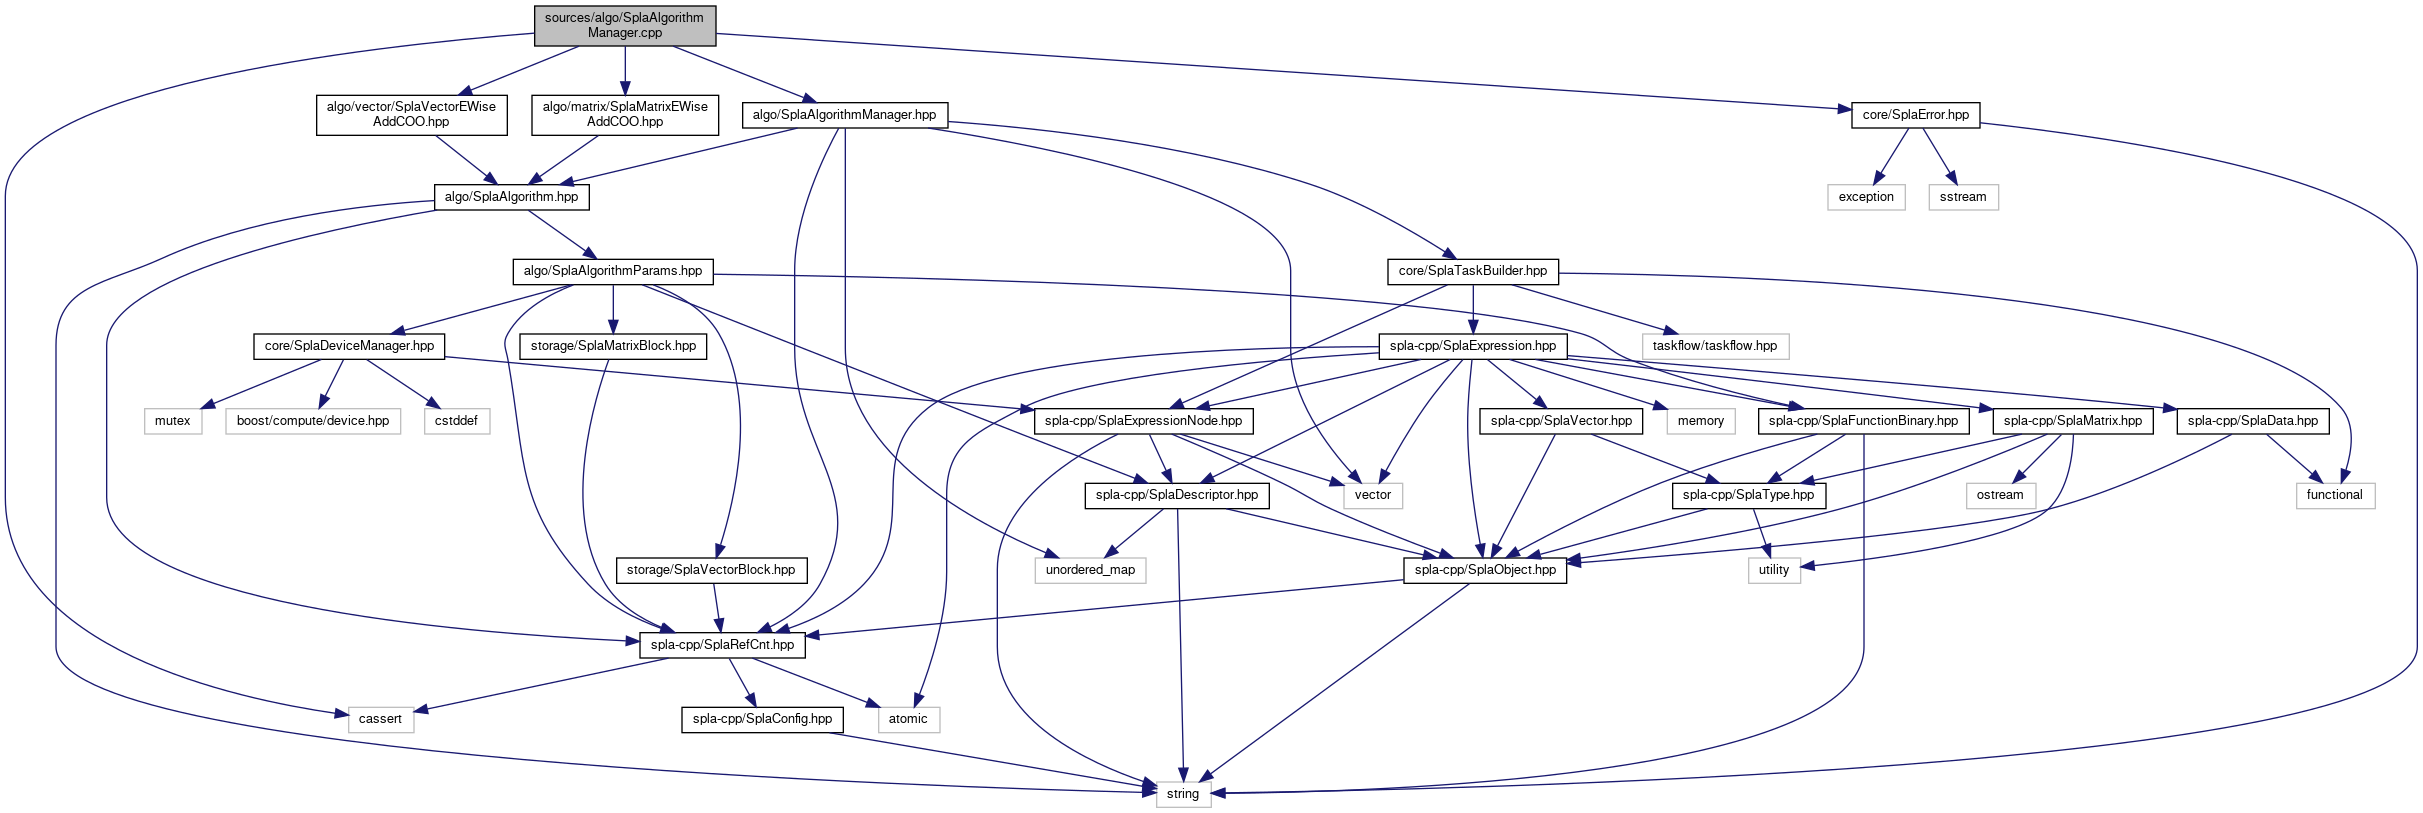 sources/algo/SplaAlgorithm
Manager.cpp
algo/vector/SplaVectorEWise
AddCOO.hpp
algo/matrix/SplaMatrixEWise
AddCOO.hpp
algo/SplaAlgorithmManager.hpp
core/SplaError.hpp
algo/SplaAlgorithm.hpp
exception
sstream
algo/SplaAlgorithmParams.hpp
core/SplaTaskBuilder.hpp
core/SplaDeviceManager.hpp
storage/SplaMatrixBlock.hpp
spla-cpp/SplaExpression.hpp
taskflow/taskflow.hpp
mutex
boost/compute/device.hpp
cstddef
spla-cpp/SplaExpressionNode.hpp
spla-cpp/SplaVector.hpp
memory
spla-cpp/SplaFunctionBinary.hpp
spla-cpp/SplaMatrix.hpp
spla-cpp/SplaData.hpp
spla-cpp/SplaDescriptor.hpp
vector
spla-cpp/SplaType.hpp
ostream
functional
storage/SplaVectorBlock.hpp
unordered_map
spla-cpp/SplaObject.hpp
utility
spla-cpp/SplaRefCnt.hpp
cassert
spla-cpp/SplaConfig.hpp
atomic
string